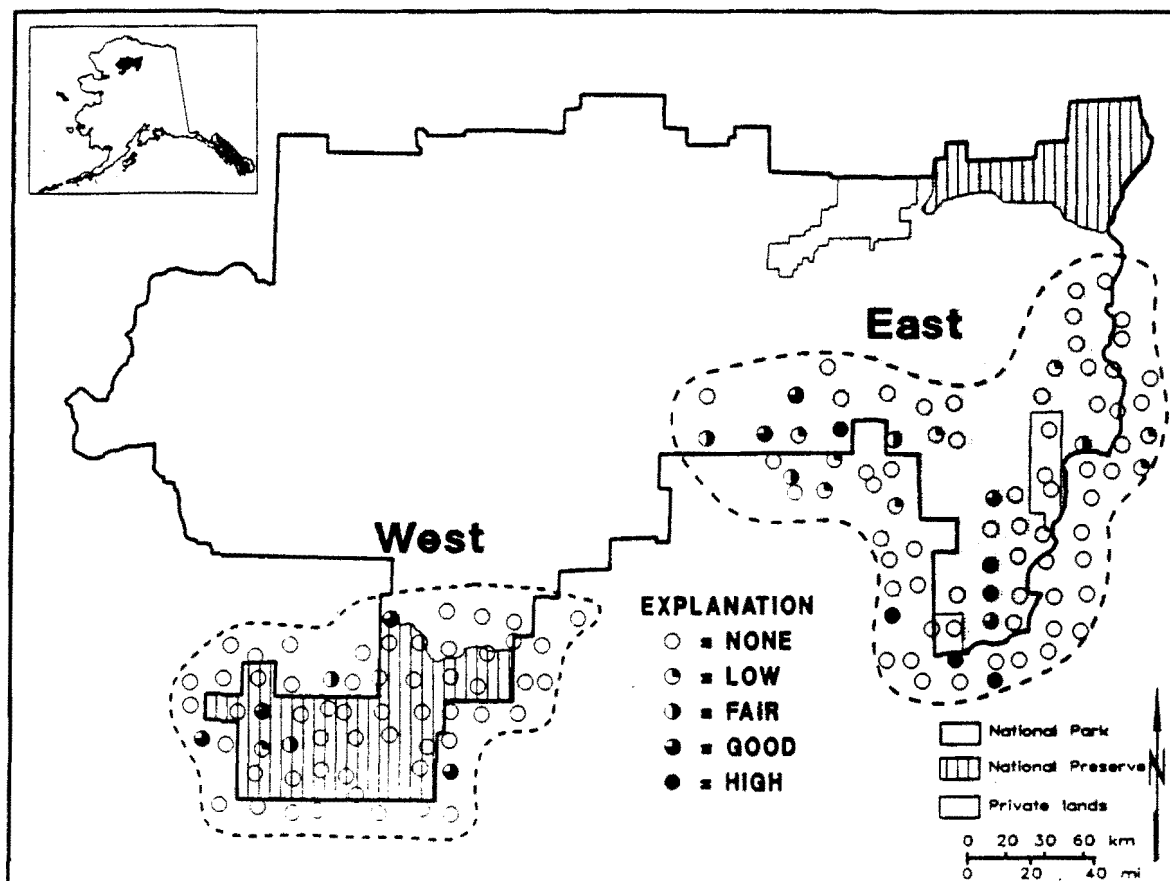 East
West
EXPLANATION
= NONE
= LOW
= FAIR
= GOOD
= HIGH
National Park
National Preserve
Private lands
N
0 20 30 60 km
0 20 40 mi